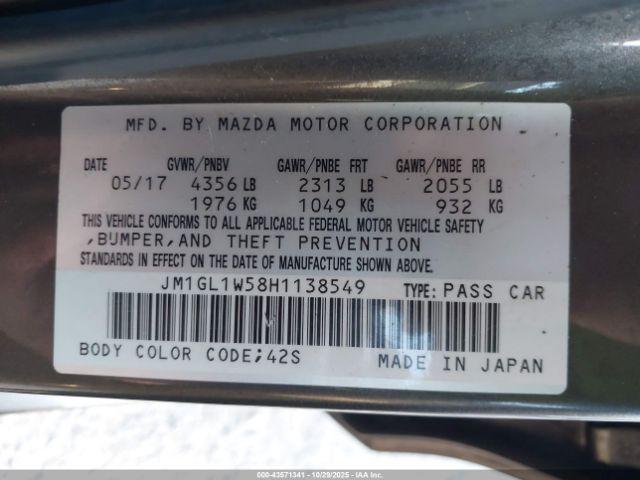 MFD. BY MAZDA MOTOR CORPORATION
DATE GVWR/PNBV GAWR/PNBE FRT GAWR/PNBE RR
05/17 4356 LB 2313 LB 2055 LB
1976 KG 1049 KG 932 KG
THIS VEHICLE CONFORMS TO ALL APPLICABLE FEDERAL MOTOR VEHICLE SAFETY
,BUMPER,AND THEFT PREVENTION
STANDARDS IN EFFECT ON THE DATE OF MANUFACTURE SHOWN ABOVE.
JM1GL1W58H1138549 TYPE: PASS CAR
BODY COLOR CODE;42S MADE IN JAPAN
000-43571341 | 10/29/2025 | IAA, LLC.